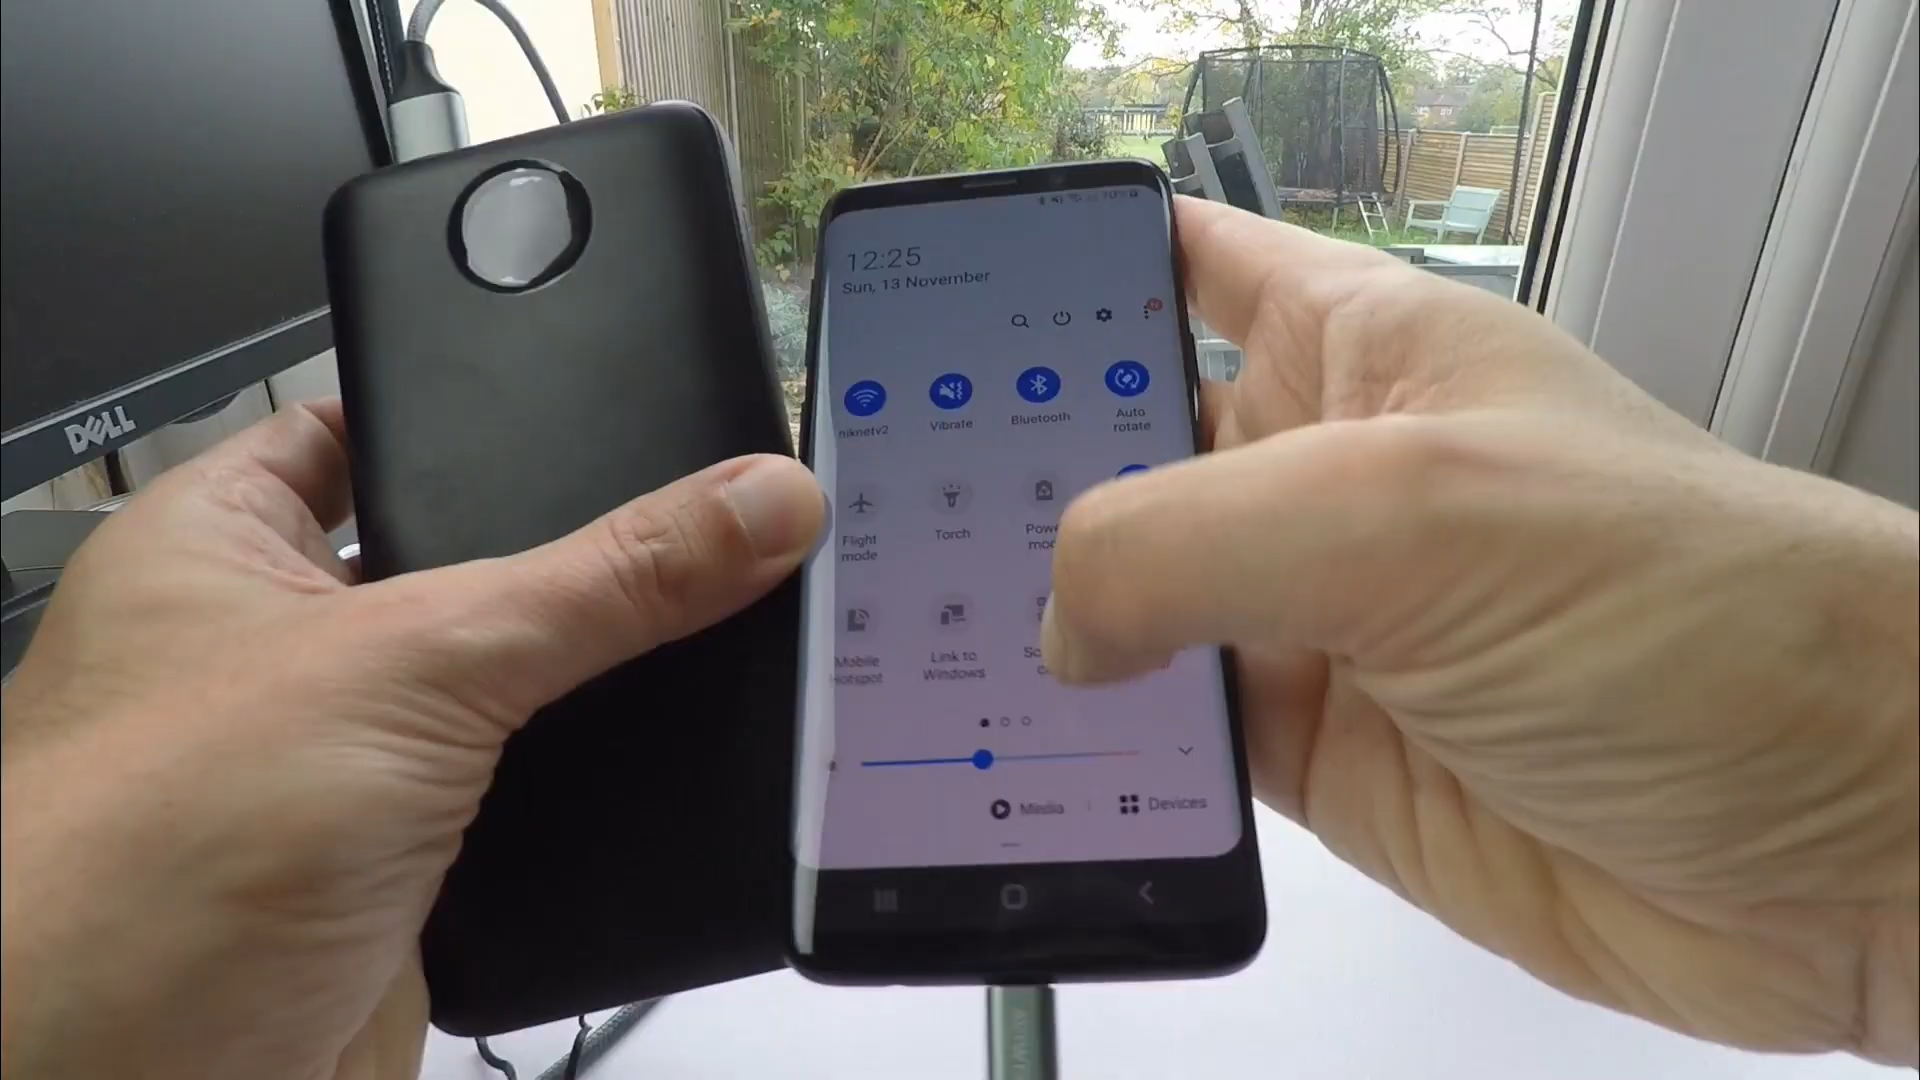 DELL
70%
12:25
Sun, 13 November
niknetv2
Vibrate
Bluetooth
Auto
rotate
Flight
mode
Torch
Mobile
Hotspot
Link to
Windows
Media
Devices